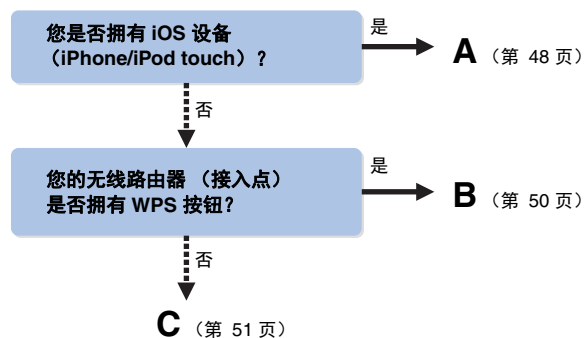 您是否拥有 iOS 设备
（iPhone/iPod touch）？
是
A （第 48 页）
否
您的无线路由器 （接入点）
是否拥有 WPS 按钮？
是
B （第 50 页）
否
C （第 51 页）